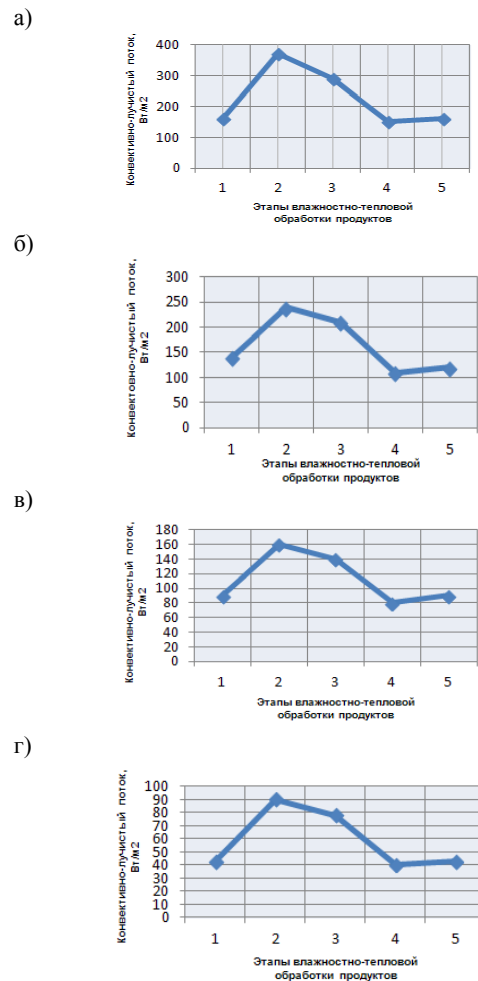 а)
Конвективно-лучистый поток,
Вт/м2
400
300
200
100
0
1 2 3 4 5
Этапы влажностно-тепловой
обработки продуктов
б)
Конвектовно-лучистый поток,
Вт/м2
300
250
200
150
100
50
0
1 2 3 4 5
Этапы влажностно-тепловой
обработки продуктов
в)
Конвективно-лучистый поток,
Вт/м2
180
160
140
120
100
80
60
40
20
0
1 2 3 4 5
Этапы влажностно-тепловой
обработки продуктов
г)
Конвективно-лучистый поток,
Вт/м2
100
90
80
70
60
50
40
30
20
10
0
1 2 3 4 5
Этапы влажностно-тепловой
обработки продуктов